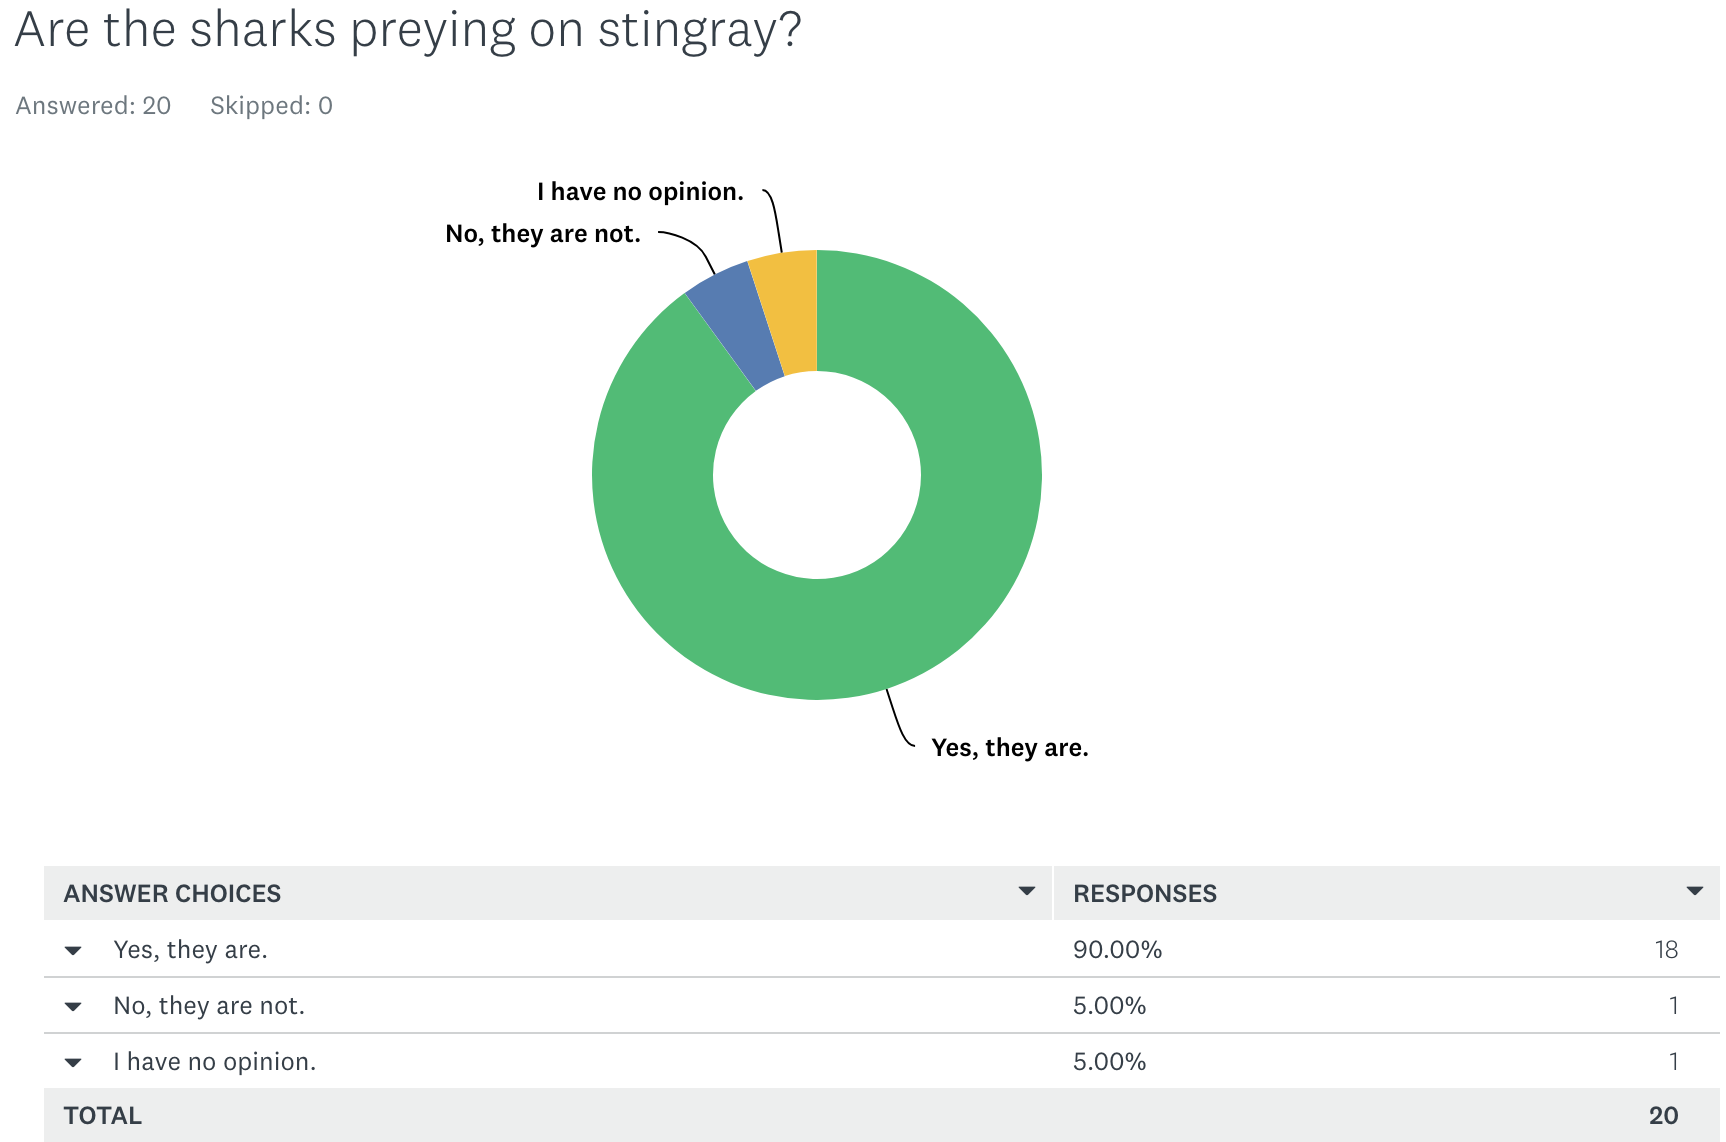 Are the sharks preying on stingray?
Answered: 20 Skipped: 0
I have no opinion.
No, they are not.
Yes, they are.
ANSWER CHOICES RESPONSES
Yes, they are. 90.00% 18
No, they are not. 5.00% 1
I have no opinion. 5.00% 1
TOTAL 20